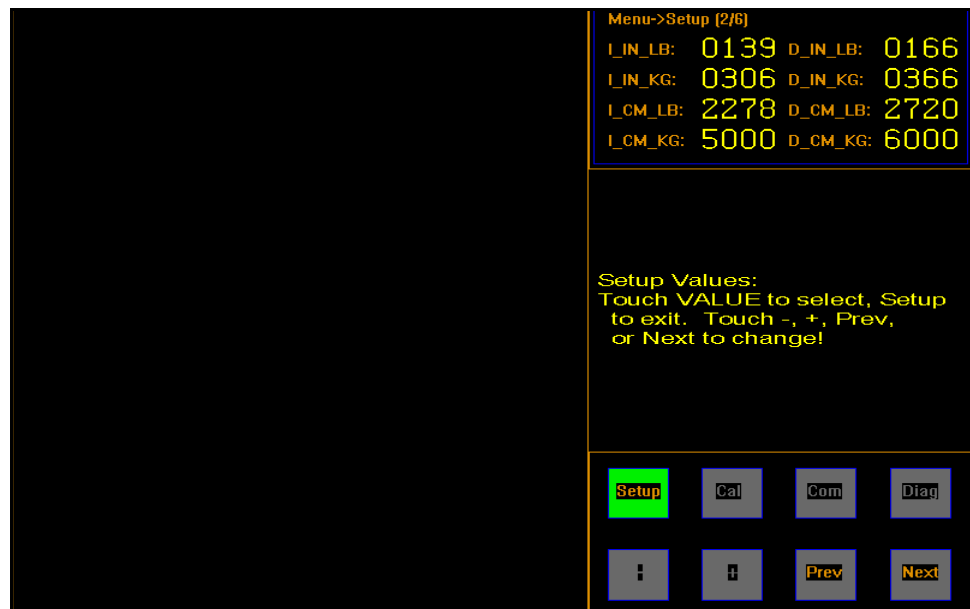 Menu->Setup (2/6)
I_IN_LB: 0139 D_IN_LB: 0166
I_IN_KG: 0306 D_IN_KG: 0366
I_CM_LB: 2278 D_CM_LB: 2720
I_CM_KG: 5000 D_CM_KG: 6000
Setup Values:
Touch VALUE to select, Setup
to exit. Touch -, +, Prev,
or Next to change!
Setup Cal Com Diag
- + Prev Next